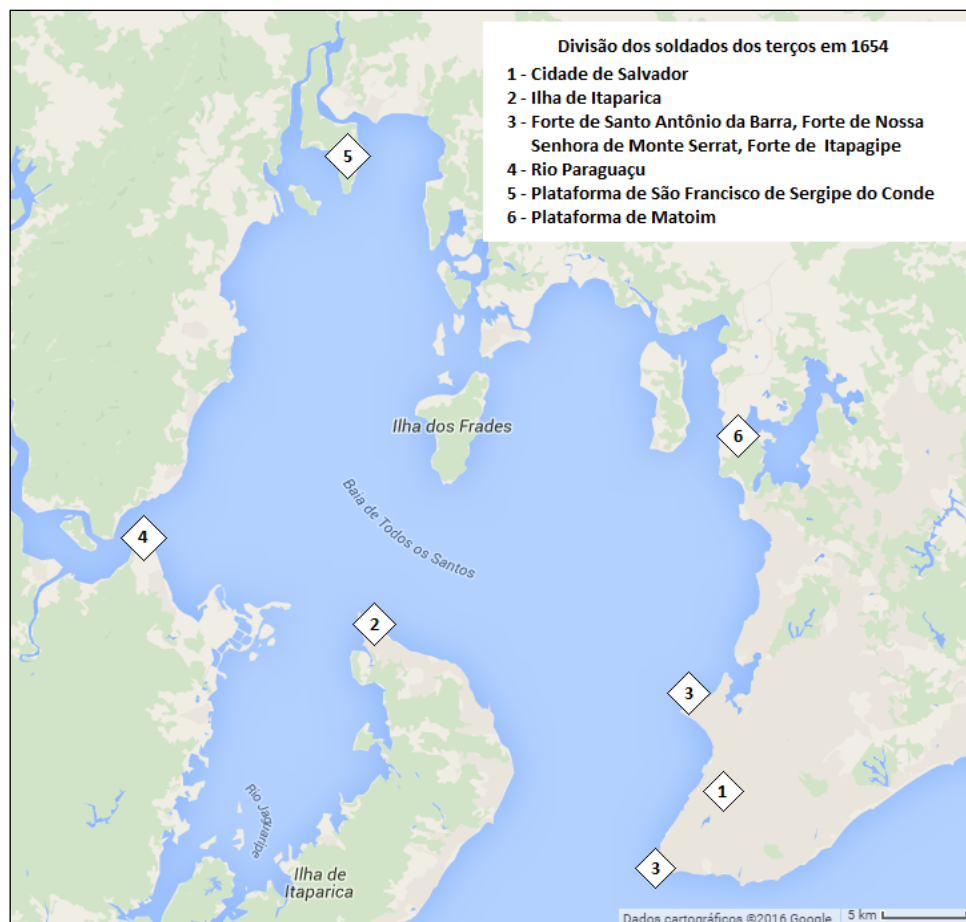 Divisão dos soldados dos terços em 1654
1 - Cidade de Salvador
2 - Ilha de Itaparica
3 - Forte de Santo Antônio da Barra, Forte de Nossa
Senhora de Monte Serrat, Forte de Itapagipe
4 - Rio Paraguaçu
5 - Plataforma de São Francisco de Sergipe do Conde
6 - Plataforma de Matoim
5
Ilha dos Frades
6
Baia de Todos os Santos
4
2
3
1
Rio Jaguaripe
3
Ilha de
Itaparica
Dados cartográficos ©2016 Google
5 km